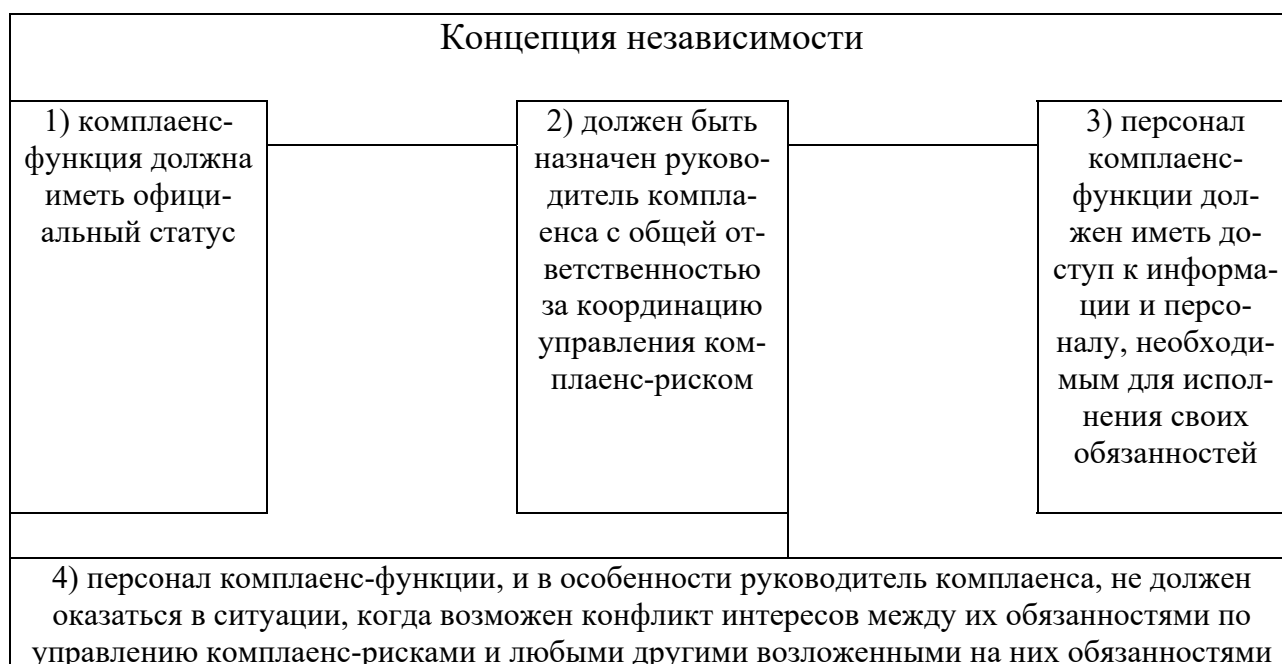 Концепция независимости
1) комплаенс-
функция должна
иметь офици-
альный статус
2) должен быть
назначен руково-
дитель компла-
енса с общей от-
ветственностью
за координацию
управления ком-
плаенс-риском
3) персонал
комплаенс-
функции дол-
жен иметь до-
ступ к информа-
ции и персо-
налу, необходи-
мым для испол-
нения своих
обязанностей
4) персонал комплаенс-функции, и в особенности руководитель комплаенса, не должен
оказаться в ситуации, когда возможен конфликт интересов между их обязанностями по
управлению комплаенс-рисками и любыми другими возложенными на них обязанностями